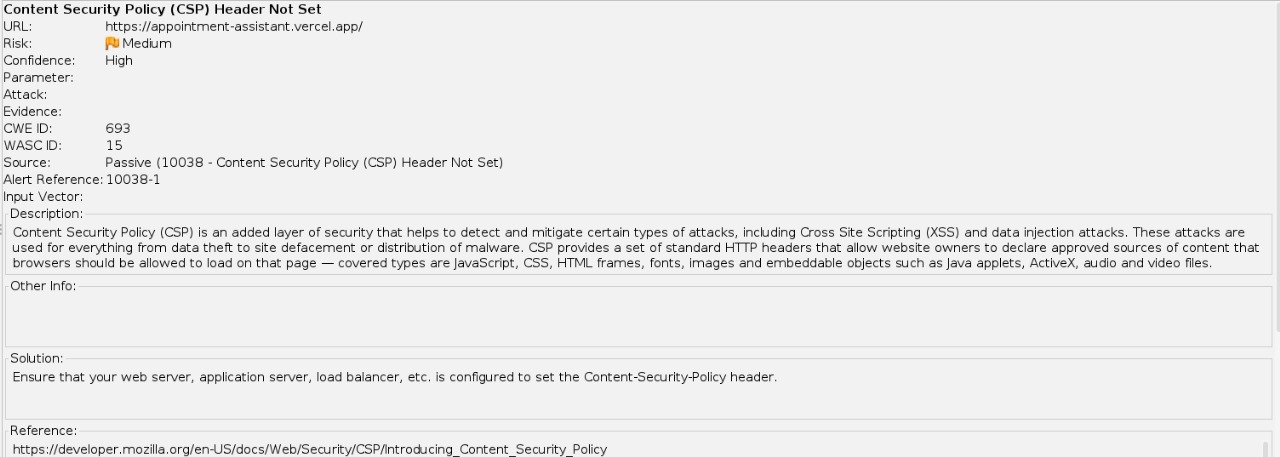 Content Security Policy (CSP) Header Not Set
URL: https://appointment-assistant.vercel.app/
Risk: Medium
Confidence: High
Parameter:
Attack:
Evidence:
CWE ID: 693
WASC ID: 15
Source: Passive (10038 - Content Security Policy (CSP) Header Not Set)
Alert Reference: 10038-1
Input Vector:
Description:
Content Security Policy (CSP) is an added layer of security that helps to detect and mitigate certain types of attacks, including Cross Site Scripting (XSS) and data injection attacks. These attacks are
used for everything from data theft to site defacement or distribution of malware. CSP provides a set of standard HTTP headers that allow website owners to declare approved sources of content that
browsers should be allowed to load on that page — covered types are JavaScript, CSS, HTML frames, fonts, images and embeddable objects such as Java applets, ActiveX, audio and video files.
Other Info:
Solution:
Ensure that your web server, application server, load balancer, etc. is configured to set the Content-Security-Policy header.
Reference:
https://developer.mozilla.org/en-US/docs/Web/Security/CSP/Introducing_Content_Security_Policy